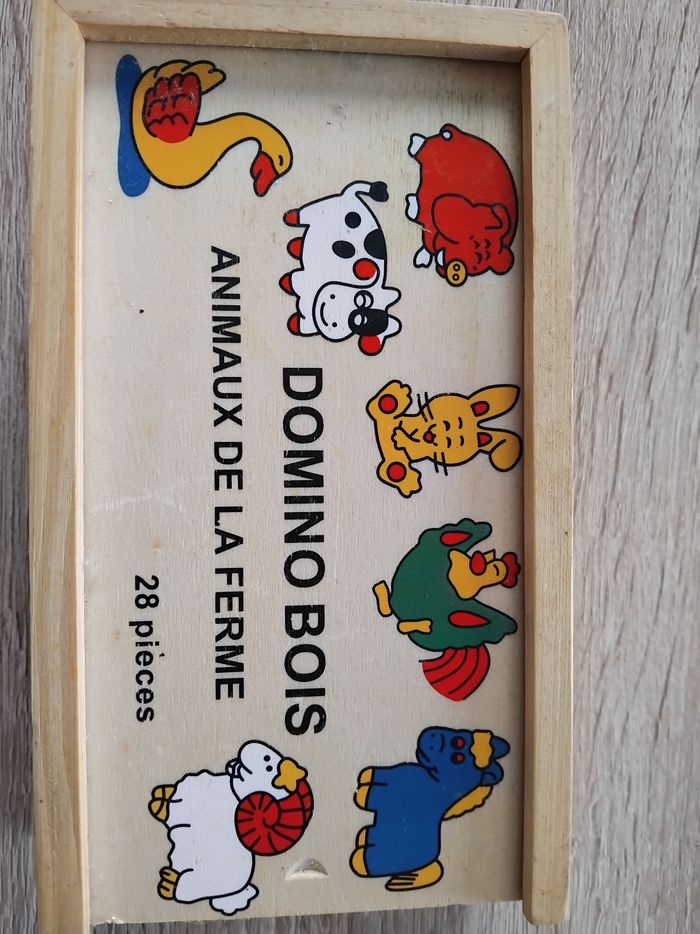 DOMINO BOIS
ANIMAUX DE LA FERME
28 pièces